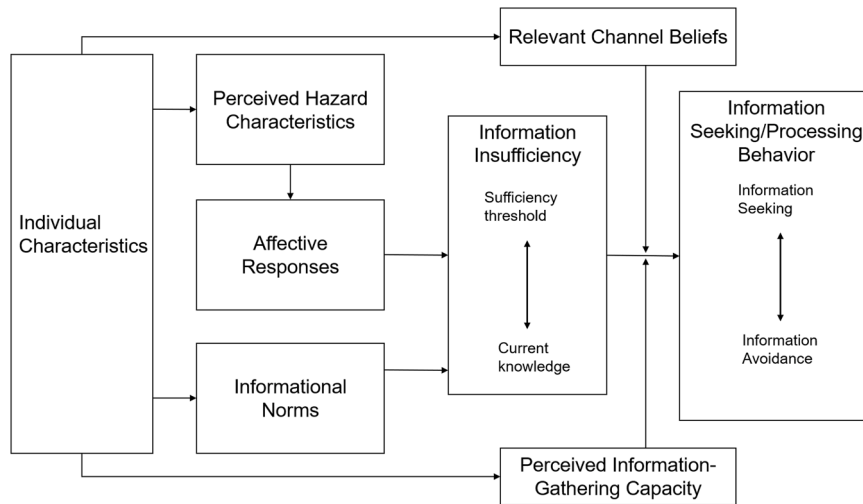 Relevant Channel Beliefs
Individual
Characteristics
Perceived Hazard
Characteristics
Affective
Responses
Informational
Norms
Information
Insufficiency
Sufficiency
threshold
Current
knowledge
Information
Seeking/Processing
Behavior
Information
Seeking
Information
Avoidance
Perceived Information-
Gathering Capacity